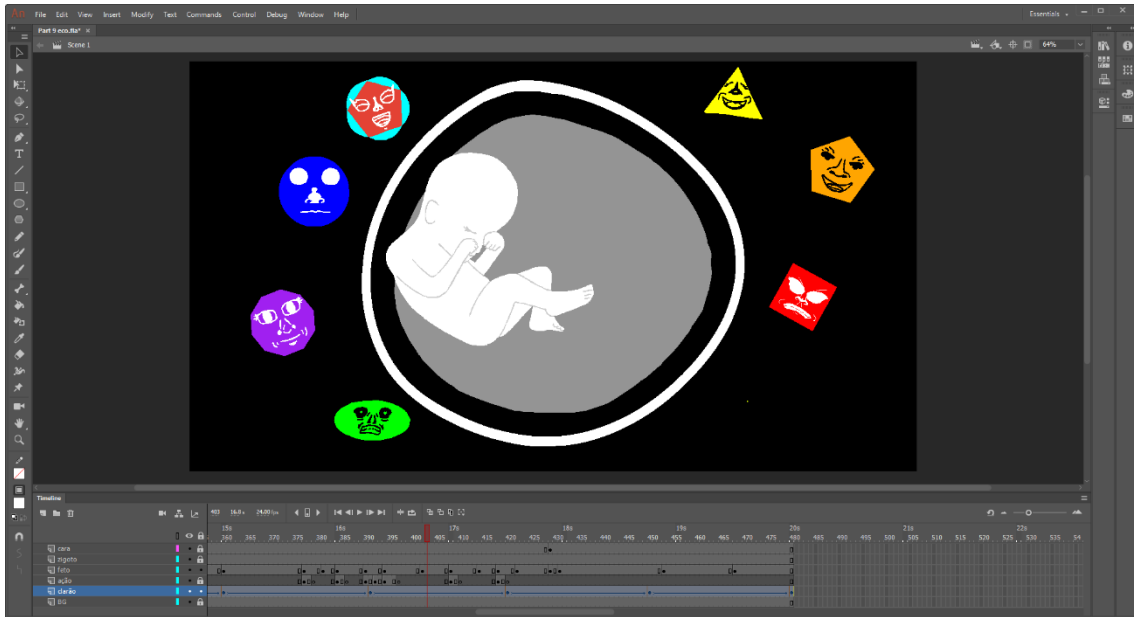 An File Edit View Insert Modify Text Commands Control Debug Window Help Essentials
Part 9 eco.fla* ×
Scene 1 64%
Timeline
403 16.8 s 24.00 fps
15s 16s 17s 18s 19s 20s 21s 22s
360 365 370 375 380 385 390 395 400 405 410 415 420 425 430 435 440 445 450 455 460 465 470 475 480 485 490 495 500 505 510 515 520 525 530 535 54
cara
zigoto
feto
ação
clarão
BG